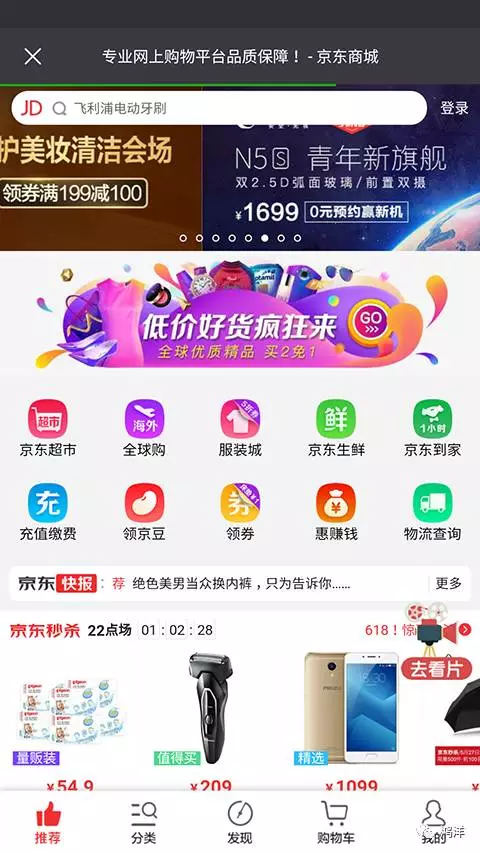 专业网上购物平台品质保障！ - 京东商城
JD 飞利浦电动牙刷 登录
护美妆清洁会场
领券满199减100
N5S 青年新旗舰
双2.5D弧面玻璃/前置双摄
¥1699 0元预约赢新机
低价好货疯狂来
全球优质精品 买2免1
GO
超市 海外 5折券 鲜 1小时
京东超市 全球购 服装城 京东生鲜 京东到家
充 券
充值缴费 领京豆 领券 惠赚钱 物流查询
京东快报：荐 绝色美男当众换内裤，只为告诉你…… 更多
京东秒杀 22点场 01:02:28 618！惊
去看片
量贩装 值得买 精选
¥54.9 ¥209 ¥1099
推荐 分类 发现 购物车 我的
鸿洋